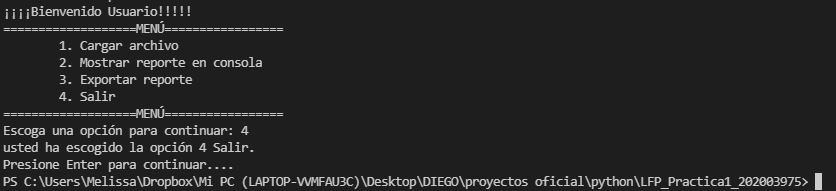 ¡¡¡¡Bienvenido Usuario!!!!!
===================MENÚ=================
1. Cargar archivo
2. Mostrar reporte en consola
3. Exportar reporte
4. Salir
===================MENÚ=================
Escoga una opción para continuar: 4
usted ha escogido la opción 4 Salir.
Presione Enter para continuar....
PS C:\Users\Melissa\Dropbox\Mi PC (LAPTOP-VVMFAU3C)\Desktop\DIEGO\proyectos oficial\python\LFP_Practica1_202003975>